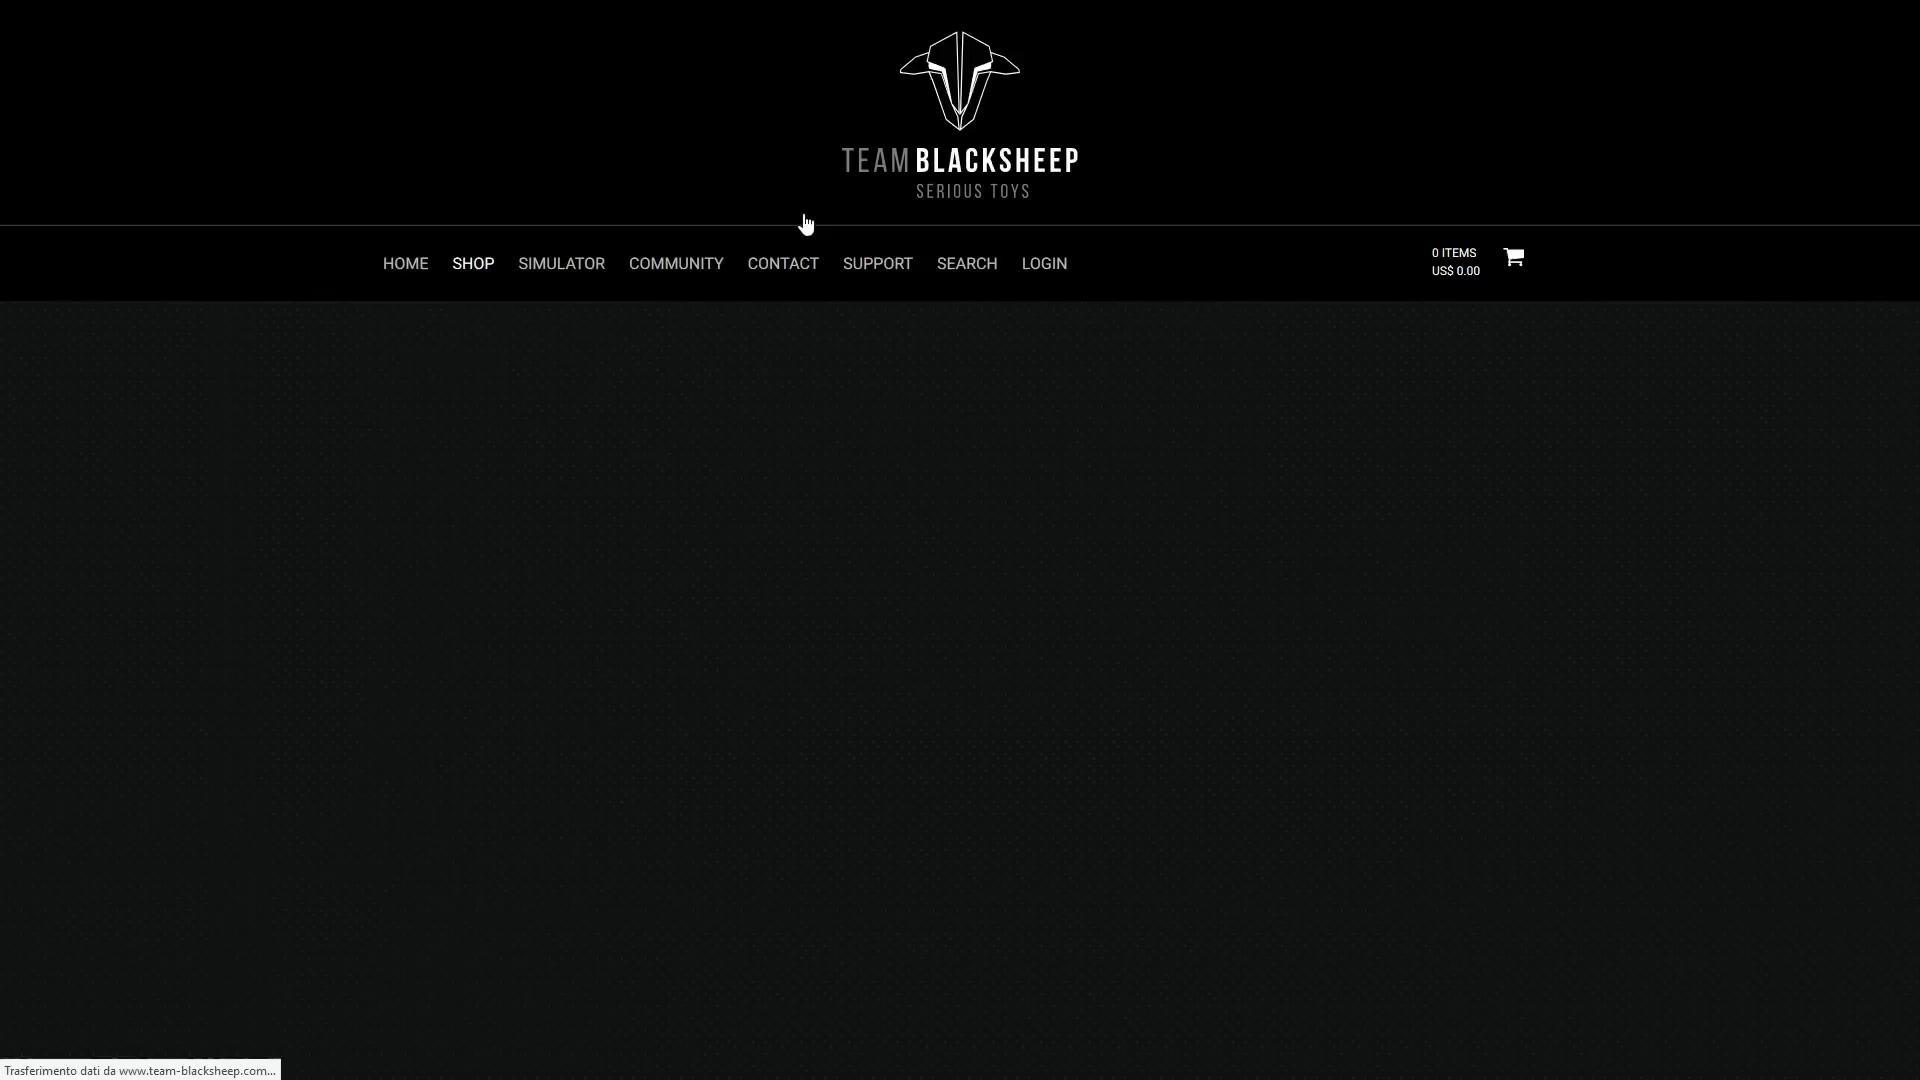 TEAM BLACKSHEEP
SERIOUS TOYS
HOME SHOP SIMULATOR COMMUNITY CONTACT SUPPORT SEARCH LOGIN
0 ITEMS
US$ 0.00
Trasferimento dati da www.team-blacksheep.com...